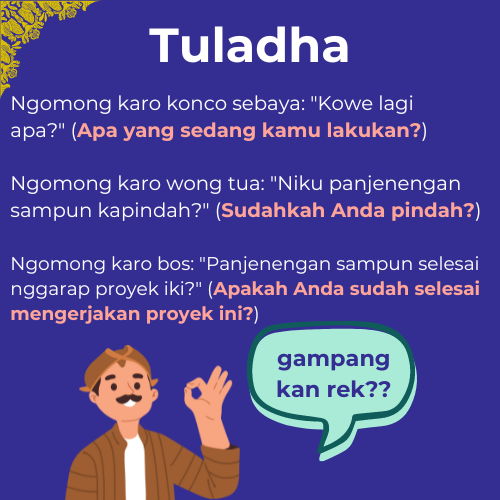 Tuladha
Ngomong karo konco sebaya: "Kowe lagi
apa?" (Apa yang sedang kamu lakukan?)
Ngomong karo wong tua: "Niku panjenengan
sampun kapindah?" (Sudahkah Anda pindah?)
Ngomong karo bos: "Panjenengan sampun selesai
nggarap proyek iki?" (Apakah Anda sudah selesai
mengerjakan proyek ini?)
gampang
kan rek??